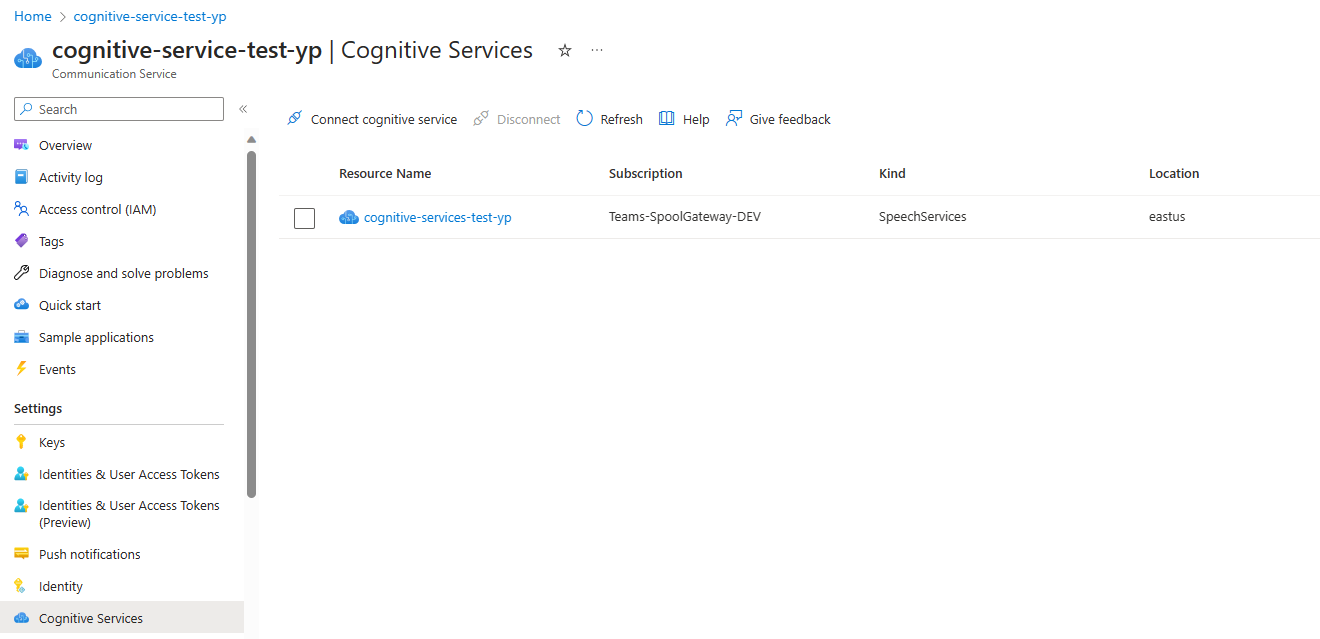 Home > cognitive-service-test-yp
cognitive-service-test-yp | Cognitive Services
Communication Service
Search
Connect cognitive service Disconnect Refresh Help Give feedback
Overview
Activity log
Access control (IAM)
Tags
Diagnose and solve problems
Quick start
Sample applications
Events
Settings
Keys
Identities & User Access Tokens
Identities & User Access Tokens
(Preview)
Push notifications
Identity
Cognitive Services
Resource Name Subscription Kind Location
cognitive-services-test-yp Teams-SpoolGateway-DEV SpeechServices eastus